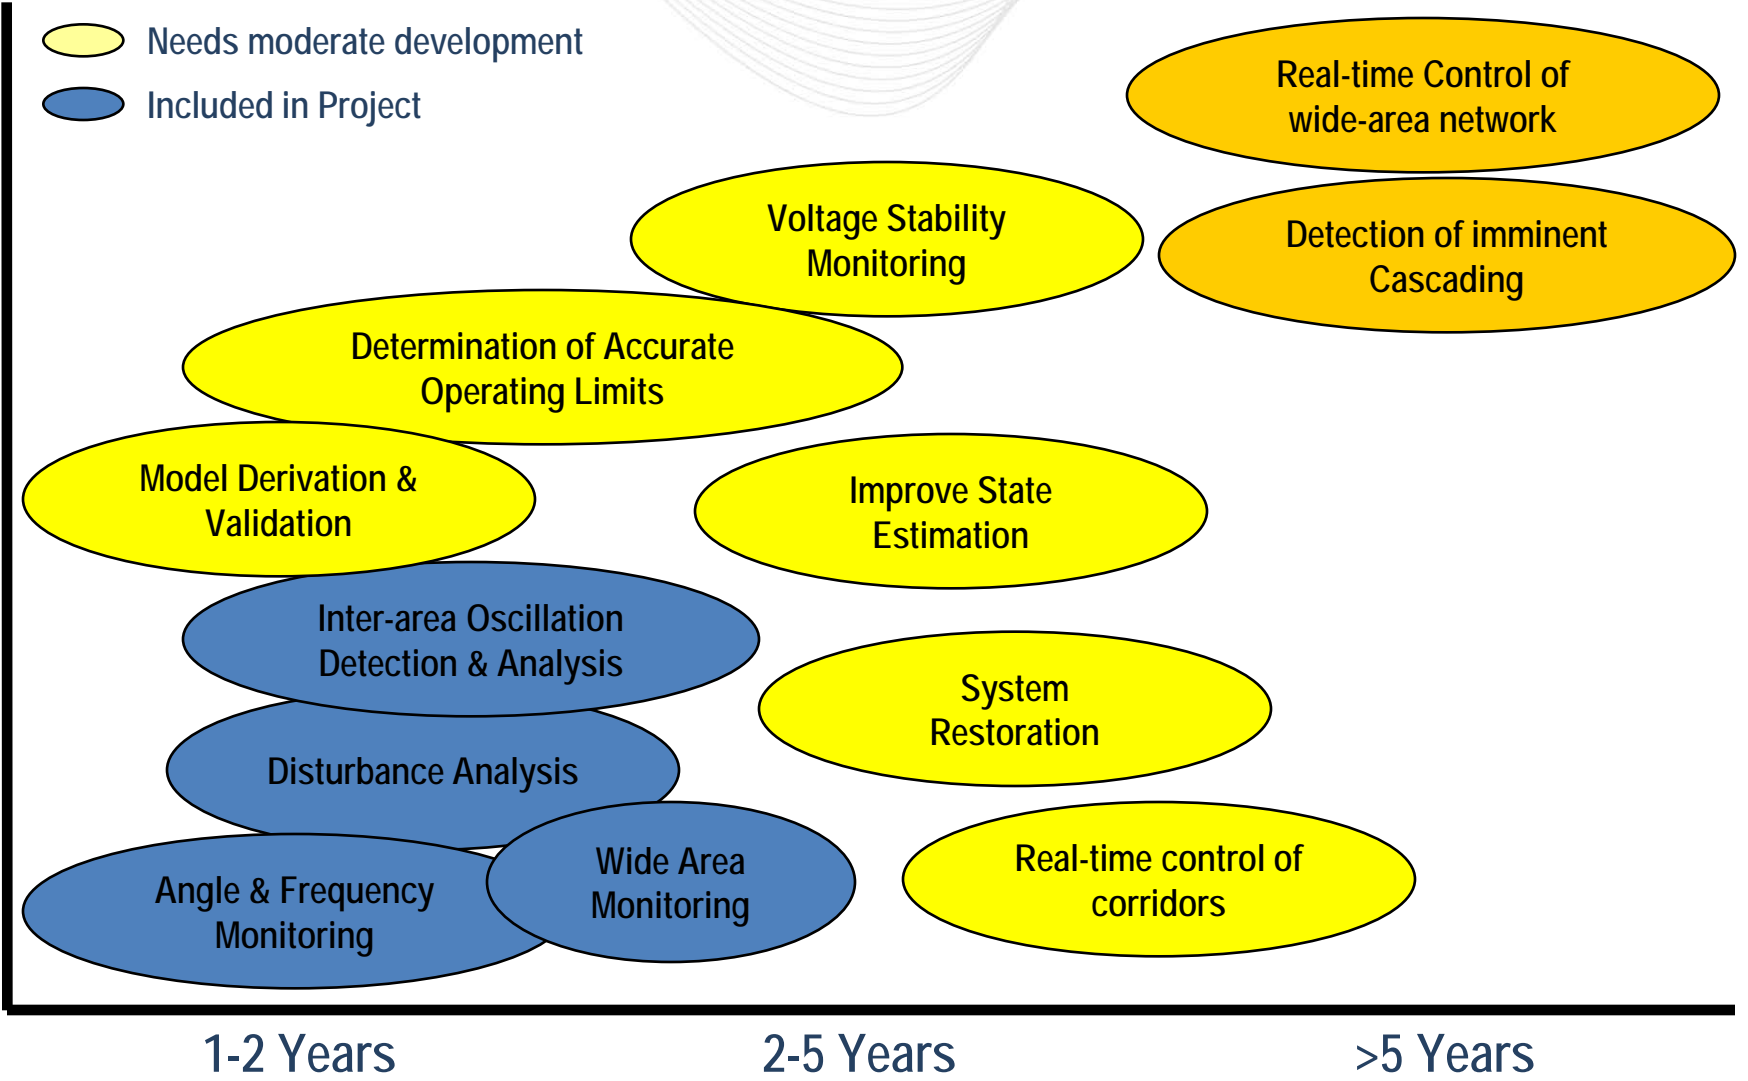 Needs moderate development
Included in Project
Real-time Control of
wide-area network
Voltage Stability
Monitoring
Detection of imminent
Cascading
Determination of Accurate
Operating Limits
Model Derivation &
Validation
Improve State
Estimation
Inter-area Oscillation
Detection & Analysis
System
Restoration
Disturbance Analysis
Wide Area
Monitoring
Real-time control of
corridors
Angle & Frequency
Monitoring
1-2 Years
2-5 Years
>5 Years